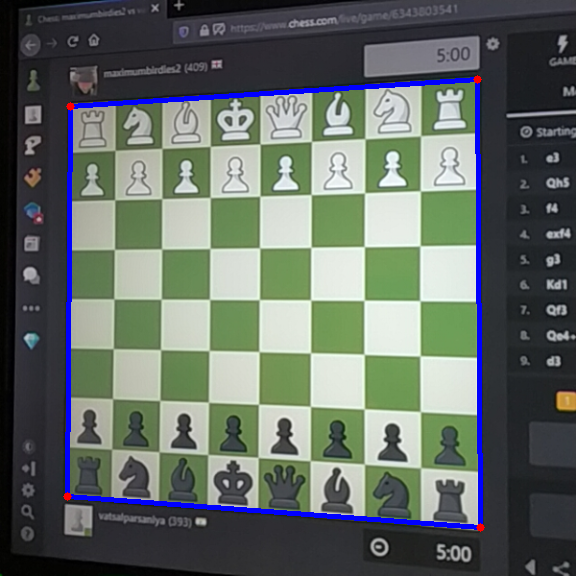 Chess: maximumbirdies2 vs
https://www.chess.com/live/game/6343803541
maximumbirdies2 (409)
5:00
GAME
Starting
1. e3
2. Qh5
3. f4
4. exf4
5. g3
6. Kd1
7. Qf3
8. Qe4+
9. d3
1
vatsalparsaniya (393)
5:00